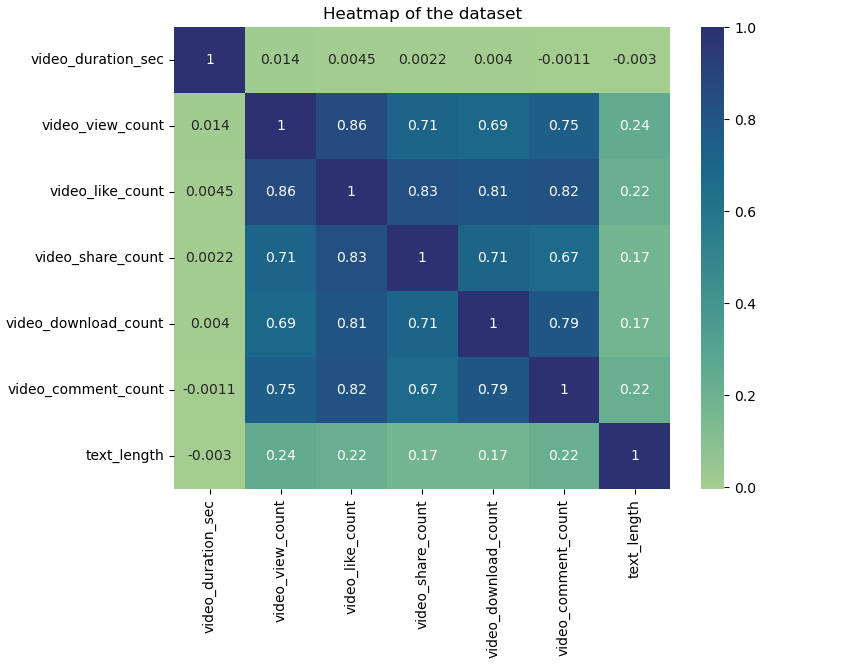 Heatmap of the dataset
video_duration_sec 1 0.014 0.0045 0.0022 0.004 -0.0011 -0.003
video_view_count 0.014 1 0.86 0.71 0.69 0.75 0.24
video_like_count 0.0045 0.86 1 0.83 0.81 0.82 0.22
video_share_count 0.0022 0.71 0.83 1 0.71 0.67 0.17
video_download_count 0.004 0.69 0.81 0.71 1 0.79 0.17
video_comment_count -0.0011 0.75 0.82 0.67 0.79 1 0.22
text_length -0.003 0.24 0.22 0.17 0.17 0.22 1
video_duration_sec
video_view_count
video_like_count
video_share_count
video_download_count
video_comment_count
text_length
1.0
0.8
0.6
0.4
0.2
0.0